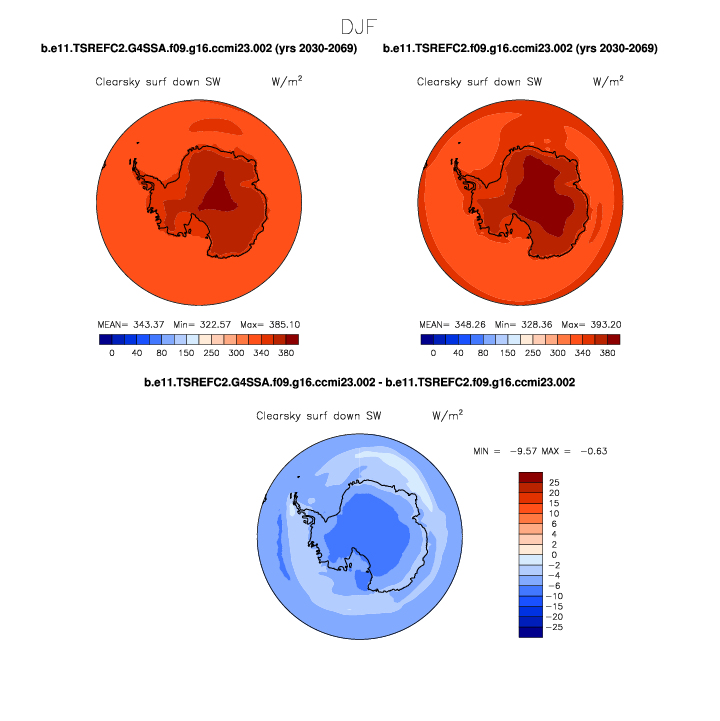 DJF
b.e11.TSREFC2.G4SSA.f09.g16.ccmi23.002 (yrs 2030-2069)
b.e11.TSREFC2.f09.g16.ccmi23.002 (yrs 2030-2069)
Clearsky surf down SW W/m²
Clearsky surf down SW W/m²
MEAN= 343.37 Min= 322.57 Max= 385.10
0 40 80 150 200 250 300 340 380
MEAN= 348.26 Min= 328.36 Max= 393.20
0 40 80 150 200 250 300 340 380
b.e11.TSREFC2.G4SSA.f09.g16.ccmi23.002 - b.e11.TSREFC2.f09.g16.ccmi23.002
Clearsky surf down SW W/m²
MIN = -9.57 MAX = -0.63
25
20
15
10
6
4
2
0
-2
-4
-6
-10
-15
-20
-25